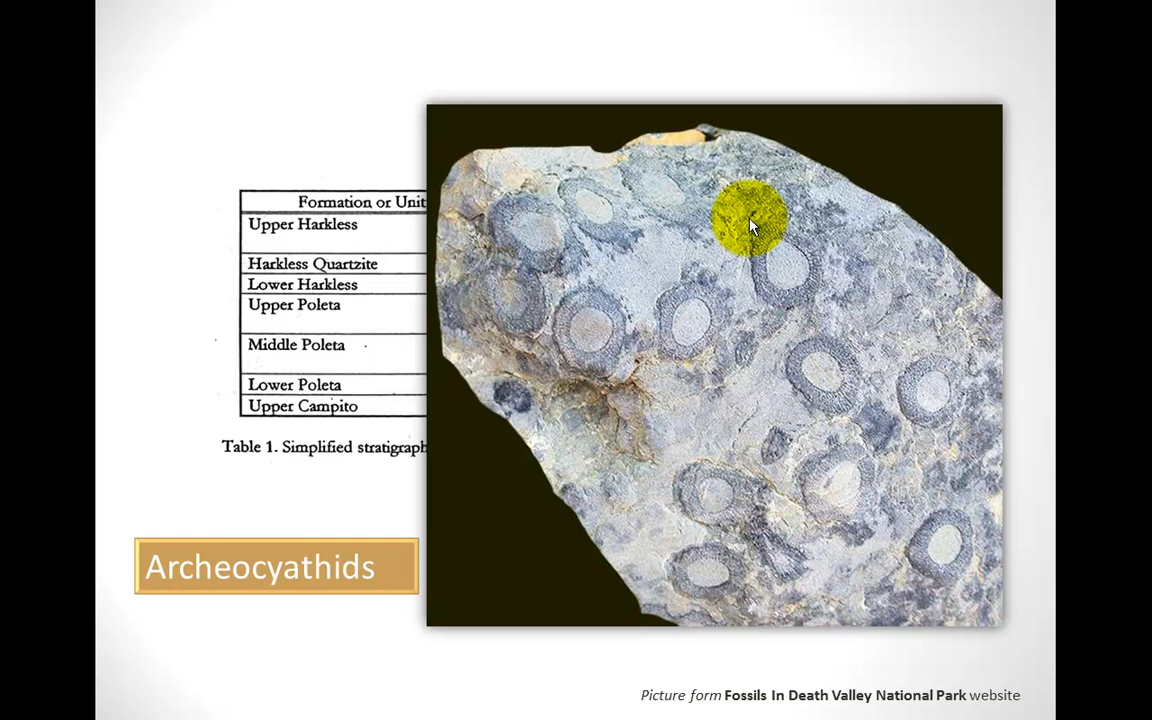 Formation or Unit
Upper Harkless
Harkless Quartzite
Lower Harkless
Upper Poleta
Middle Poleta
Lower Poleta
Upper Campito
Table 1. Simplified stratigraph
Archeocyathids
Picture form Fossils In Death Valley National Park website